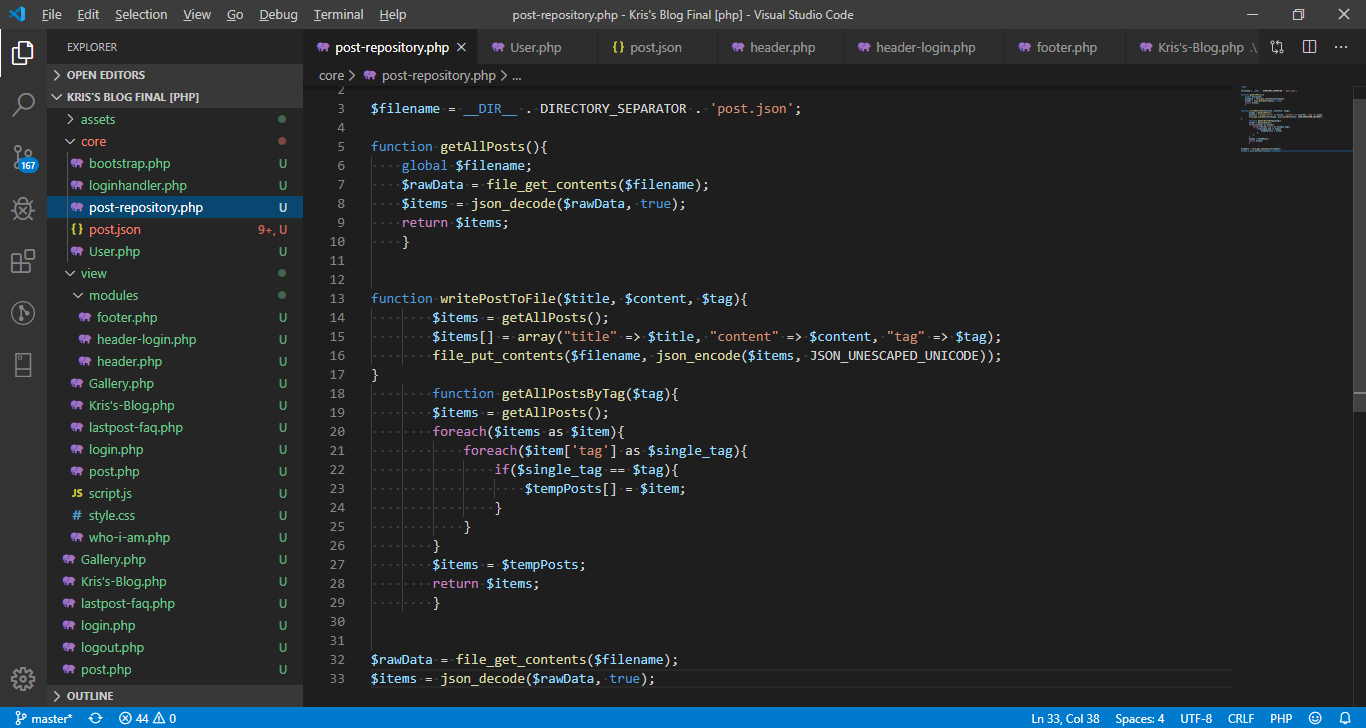 File Edit Selection View Go Debug Terminal Help post-repository.php - Kris's Blog Final [php] - Visual Studio Code
EXPLORER
OPEN EDITORS
KRIS'S BLOG FINAL [PHP]
assets
core
bootstrap.php U
loginhandler.php U
post-repository.php U
{} post.json 9+, U
User.php U
view
modules
footer.php U
header-login.php U
header.php U
Gallery.php U
Kris's-Blog.php U
lastpost-faq.php U
login.php U
post.php U
JS script.js U
# style.css U
who-i-am.php U
Gallery.php U
Kris's-Blog.php U
lastpost-faq.php U
login.php U
logout.php U
post.php U
OUTLINE
167
post-repository.php User.php {} post.json header.php header-login.php footer.php Kris's-Blog.php .\
core > post-repository.php > ...
2
3 $filename = __DIR__ . DIRECTORY_SEPARATOR . 'post.json';
4
5 function getAllPosts(){
6 global $filename;
7 $rawData = file_get_contents($filename);
8 $items = json_decode($rawData, true);
9 return $items;
10 }
11
12
13 function writePostToFile($title, $content, $tag){
14 $items = getAllPosts();
15 $items[] = array("title" => $title, "content" => $content, "tag" => $tag);
16 file_put_contents($filename, json_encode($items, JSON_UNESCAPED_UNICODE));
17 }
18 function getAllPostsByTag($tag){
19 $items = getAllPosts();
20 foreach($items as $item){
21 foreach($item['tag'] as $single_tag){
22 if($single_tag == $tag){
23 $tempPosts[] = $item;
24 }
25 }
26 }
27 $items = $tempPosts;
28 return $items;
29 }
30
31
32 $rawData = file_get_contents($filename);
33 $items = json_decode($rawData, true);
master* 44 0 Ln 33, Col 38 Spaces: 4 UTF-8 CRLF PHP